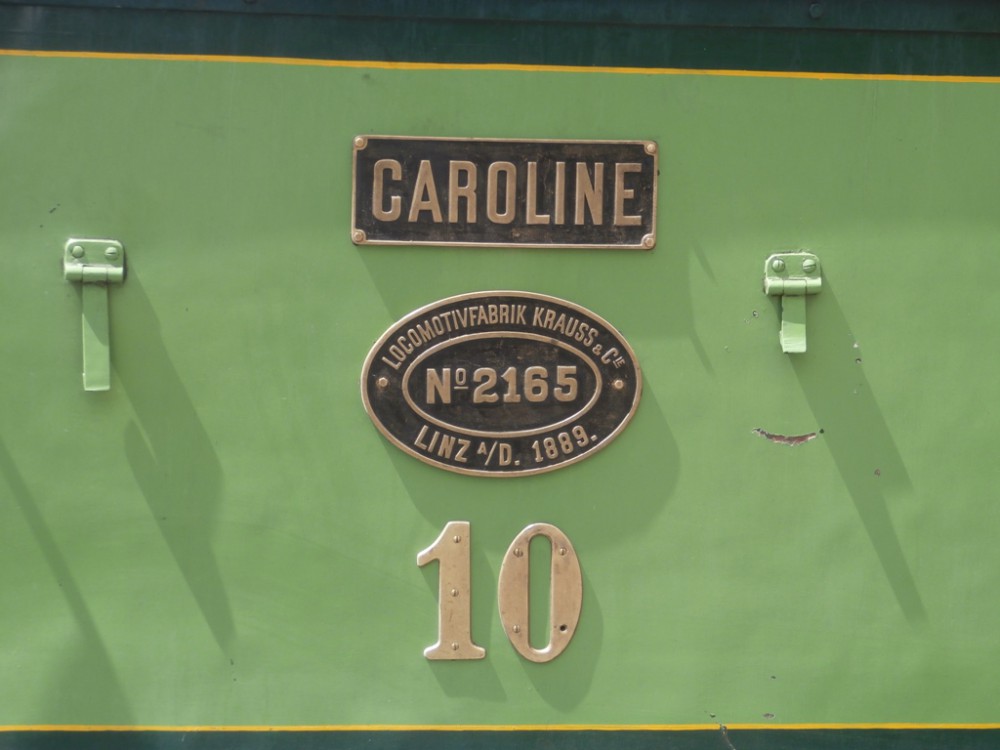 CAROLINE
LOCOMOTIVFABRIK KRAUSS & CIE
No 2165
LINZ A/D. 1889.
10